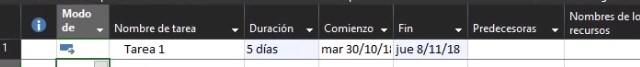 Modo de Nombre de tarea Duración Comienzo Fin Predecesoras Nombres de lo recursos
1 Tarea 1 5 días mar 30/10/1 jue 8/11/18